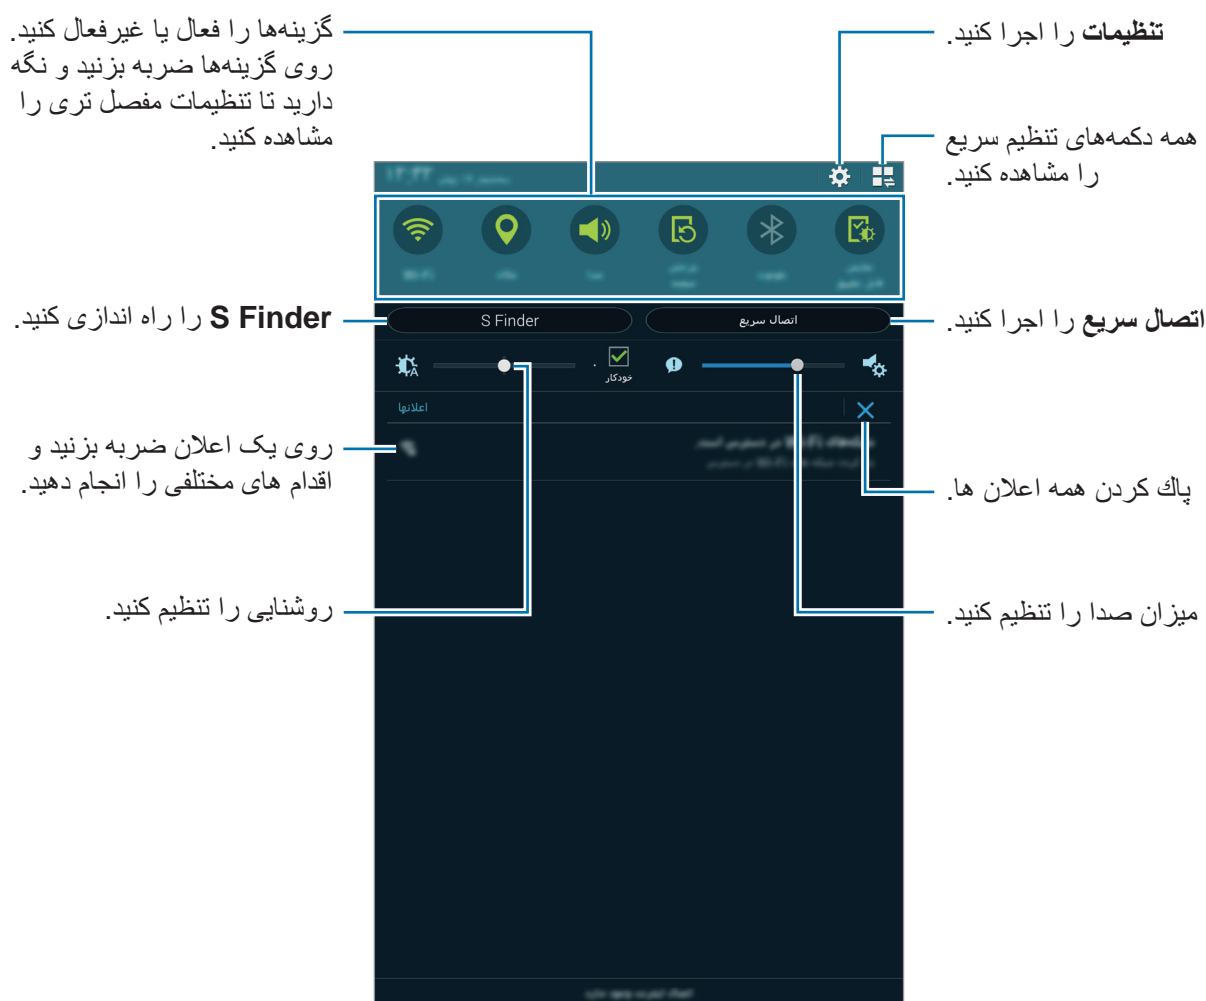 تنظیمات را اجرا کنید.
همه دکمه‌های تنظیم سریع
را مشاهده کنید.
گزینه‌ها را فعال یا غیرفعال کنید.
روی گزینه‌ها ضربه بزنید و نگه
دارید تا تنظیمات مفصل تری را
مشاهده کنید.
اتصال سریع را اجرا کنید.
S Finder را راه اندازی کنید.
اتصال سریع
S Finder
خودکار
اعلانها
پاك كردن همه اعلان ها.
روی یک اعلان ضربه بزنید و
اقدام های مختلفی را انجام دهید.
میزان صدا را تنظیم کنید.
روشنایی را تنظیم کنید.